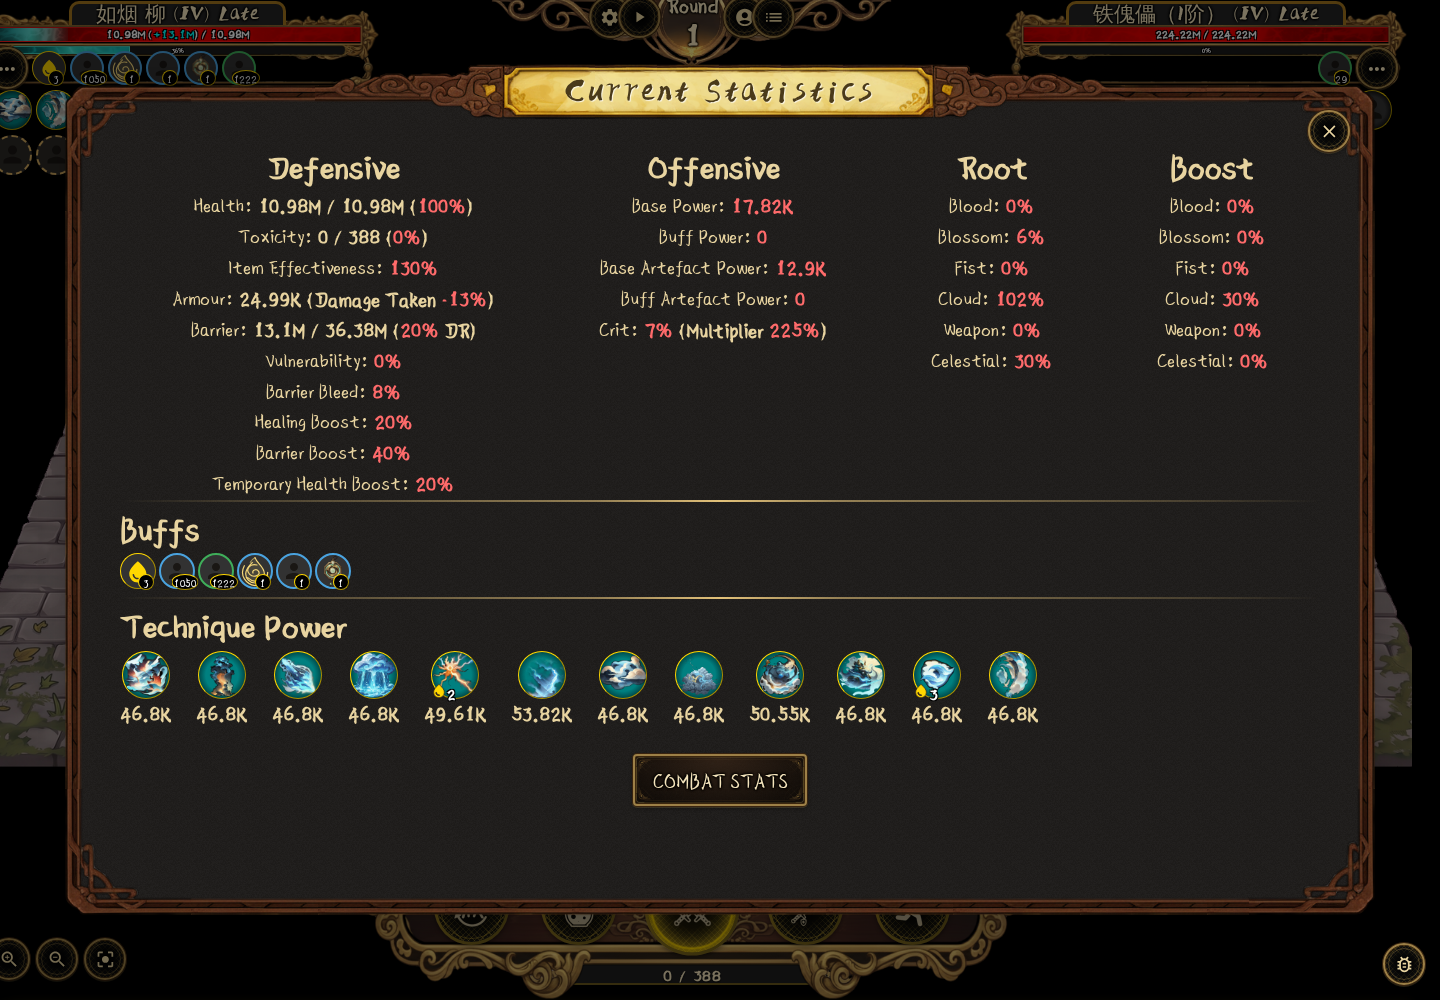 如烟 柳 (IV) Late
10.98M (+13.1M) / 10.98M
36%
3
1050
1
1
1
1222
Round
1
铁傀儡（1阶） (IV) Late
224.22M / 224.22M
0%
29
Current Statistics
Defensive
Health: 10.98M / 10.98M (100%)
Toxicity: 0 / 388 (0%)
Item Effectiveness: 130%
Armour: 24.99K (Damage Taken -13%)
Barrier: 13.1M / 36.38M (20% DR)
Vulnerability: 0%
Barrier Bleed: 8%
Healing Boost: 20%
Barrier Boost: 40%
Temporary Health Boost: 20%
Offensive
Base Power: 17.82K
Buff Power: 0
Base Artefact Power: 12.9K
Buff Artefact Power: 0
Crit: 7% (Multiplier 225%)
Root
Blood: 0%
Blossom: 6%
Fist: 0%
Cloud: 102%
Weapon: 0%
Celestial: 30%
Boost
Blood: 0%
Blossom: 0%
Fist: 0%
Cloud: 30%
Weapon: 0%
Celestial: 0%
Buffs
3
1050
1222
1
1
1
Technique Power
2
3
46.8K 46.8K 46.8K 46.8K 49.61K 53.82K 46.8K 46.8K 50.55K 46.8K 46.8K 46.8K
COMBAT STATS
0 / 388